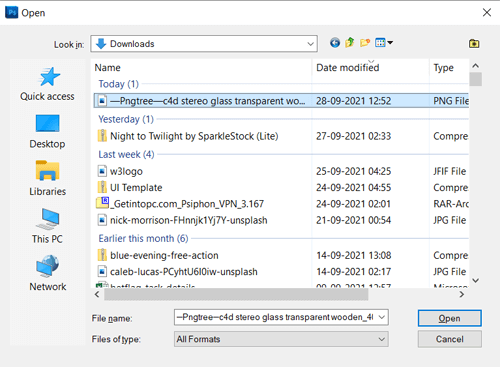 Ps Open
Look in: Downloads
Name Date modified Type
Today (1)
—Pngtree—c4d stereo glass transparent wo... 28-09-2021 12:52 PNG File
Yesterday (1)
Night to Twilight by SparkleStock (Lite) 27-09-2021 02:33 Compre
Last week (4)
w3logo 25-09-2021 04:25 JFIF File
UI Template 24-09-2021 04:55 Compre
_Getintopc.com_Psiphon_VPN_3.167 24-09-2021 02:01 RAR-Arc
nick-morrison-FHnnjk1Yj7Y-unsplash 21-09-2021 00:54 JPG File
Earlier this month (6)
blue-evening-free-action 14-09-2021 13:08 Compre
caleb-lucas-PCyhtU6I0iw-unsplash 14-09-2021 02:17 JPG File
Quick access
Desktop
Libraries
This PC
Network
File name: —Pngtree—c4d stereo glass transparent wooden_4 Open
Files of type: All Formats Cancel